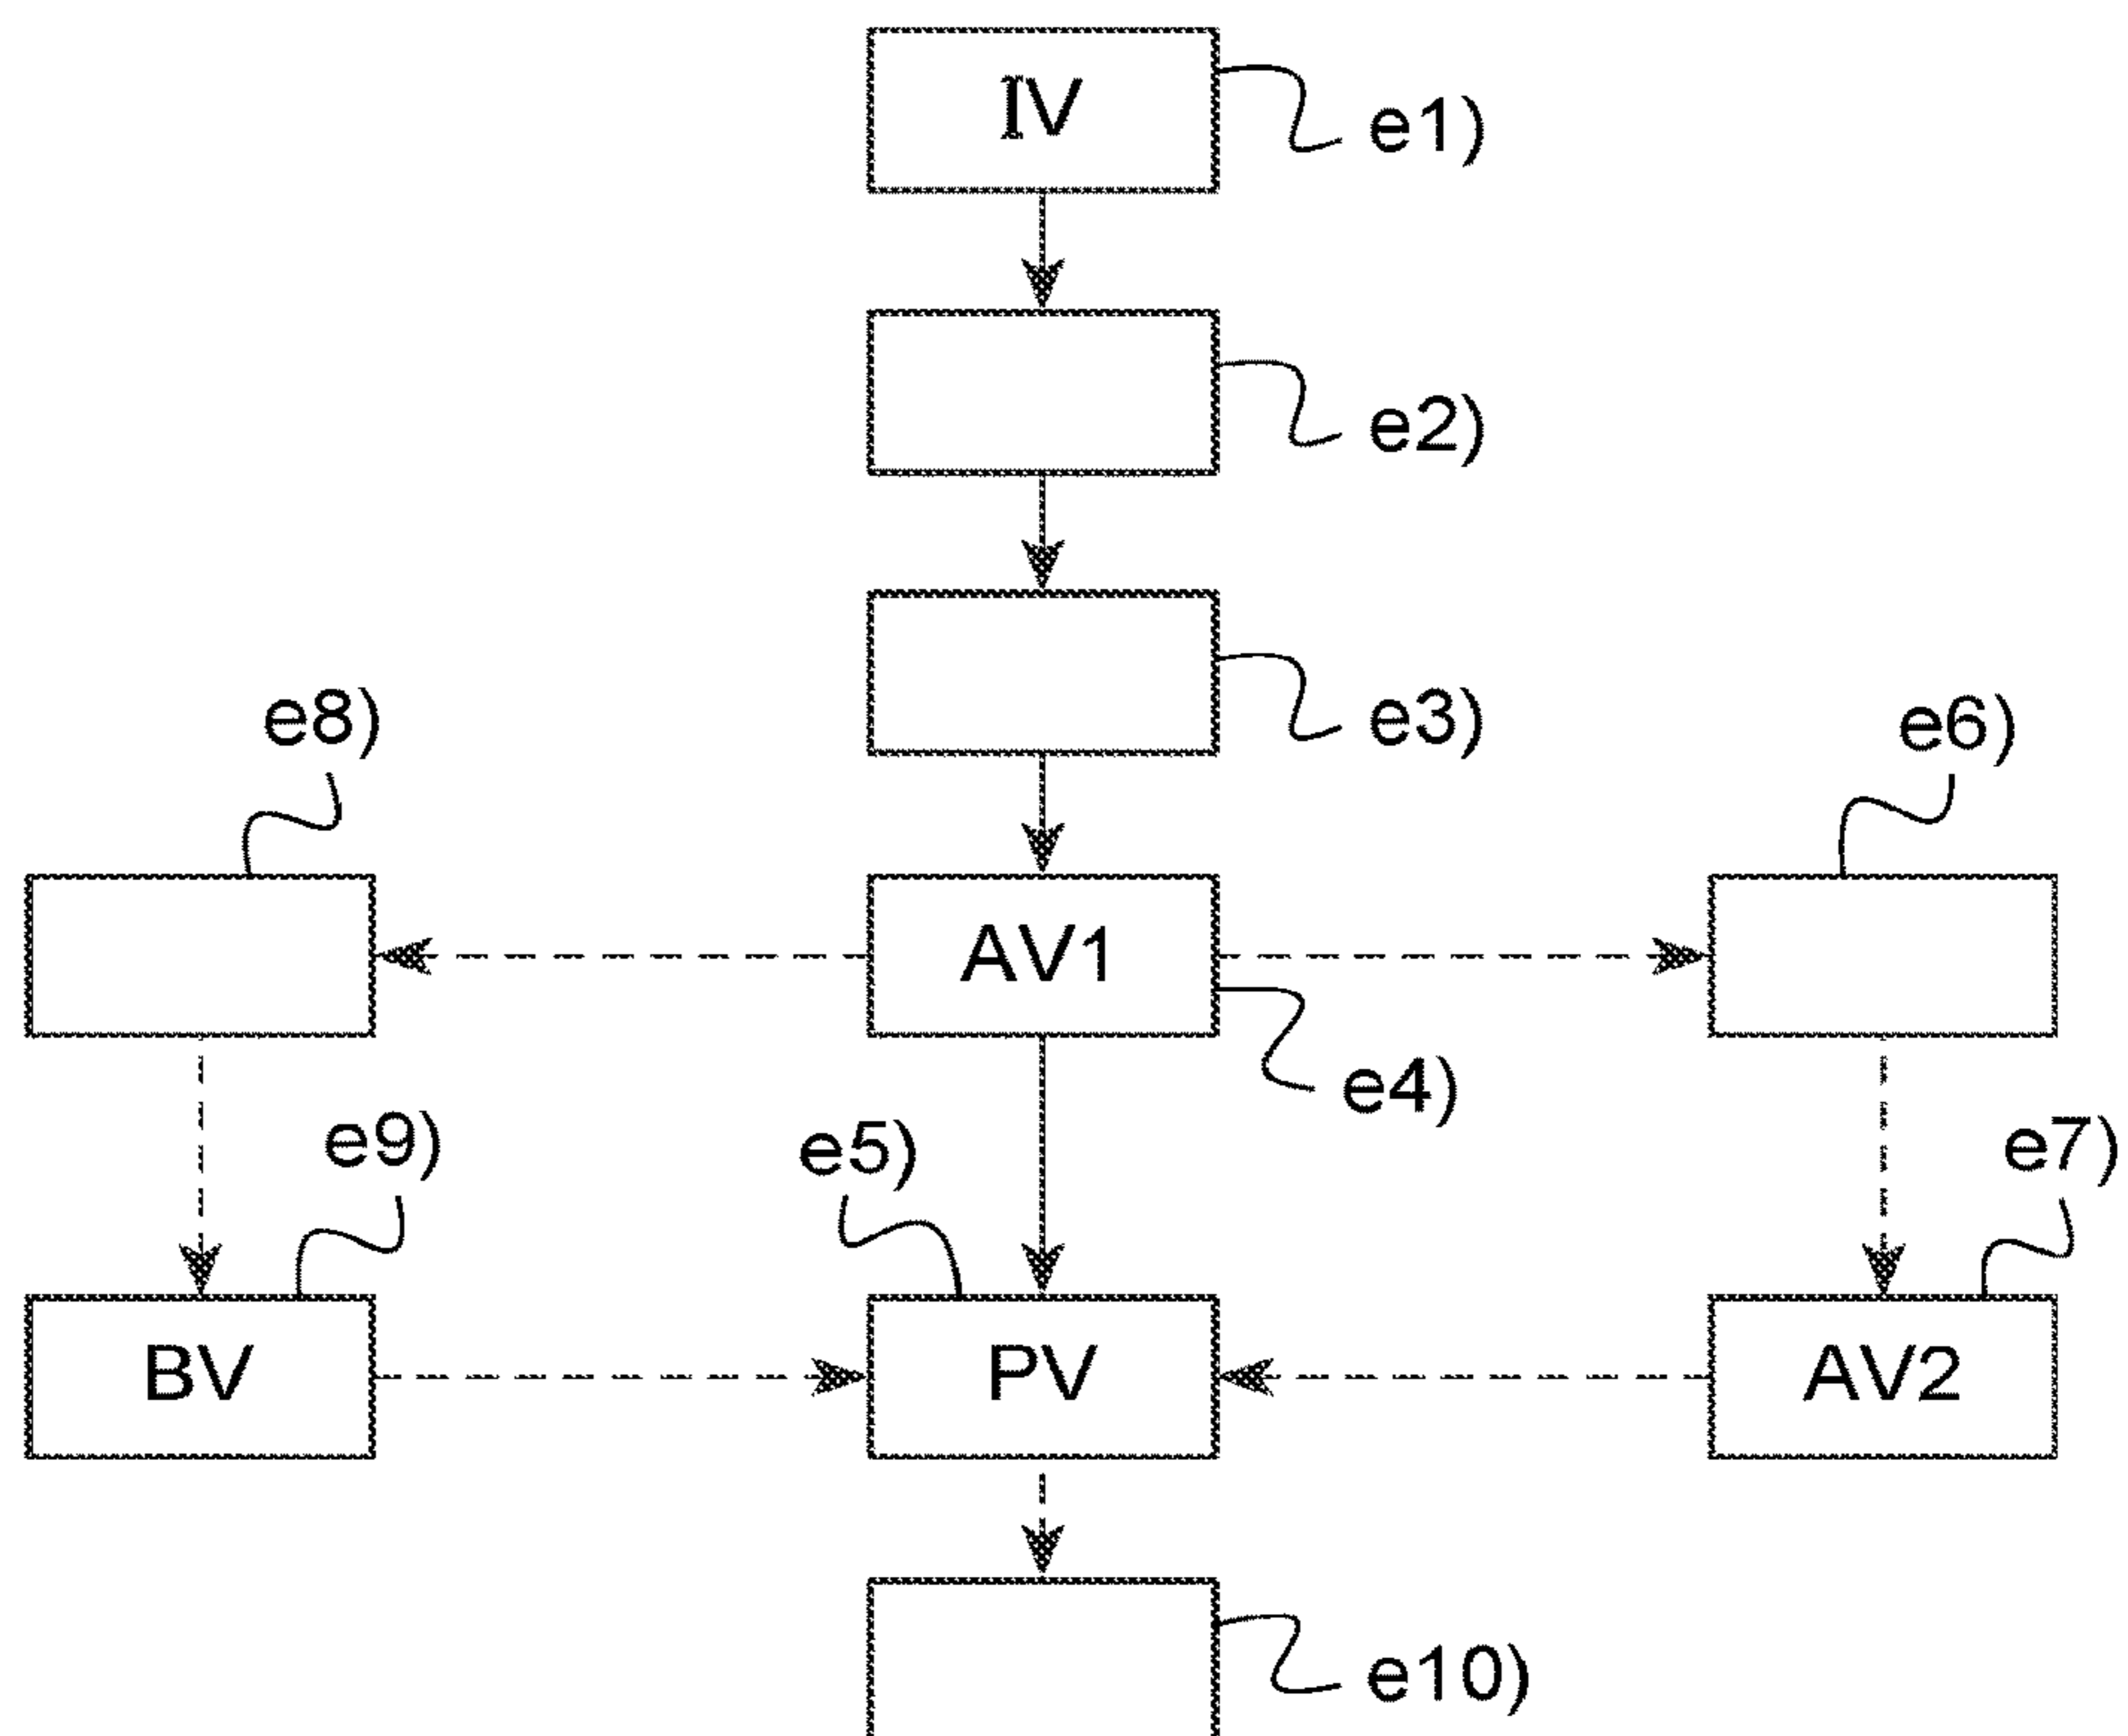 IV
e1)
e2)
e3)
e8)
e6)
AV1
e4)
e9)
e5)
e7)
BV
PV
AV2
e10)